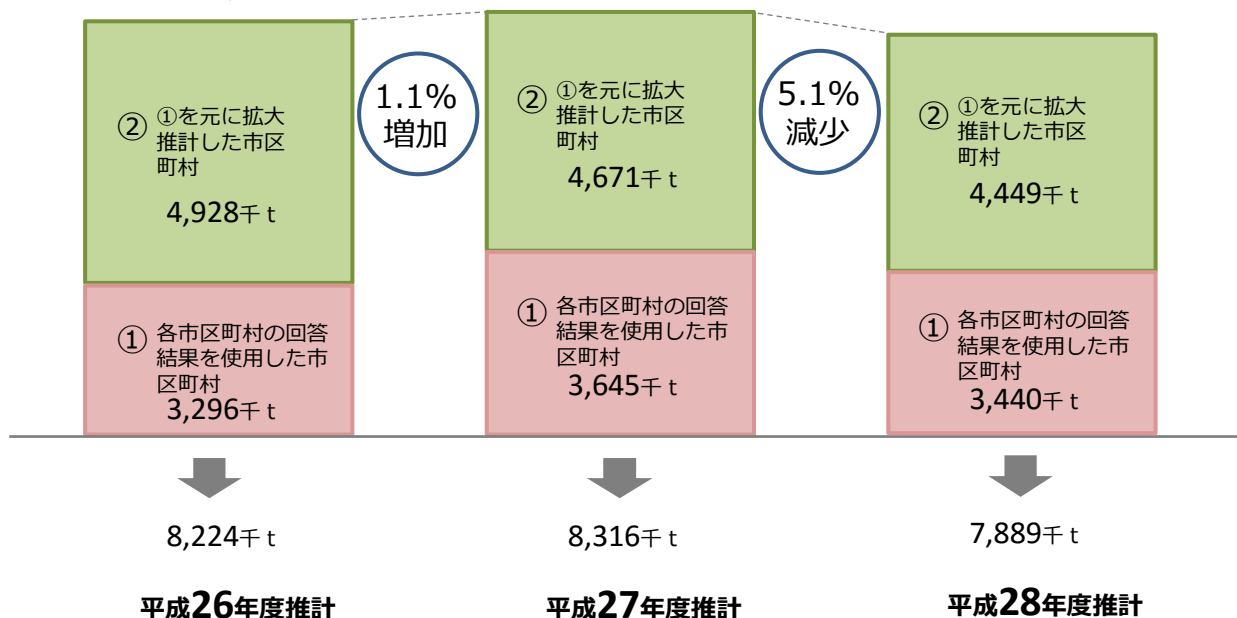 ② ①を元に拡大
推計した市区
町村
4,928千ｔ
1.1%
増加
② ①を元に拡大
推計した市区
町村
4,671千ｔ
5.1%
減少
② ①を元に拡大
推計した市区
町村
4,449千ｔ
① 各市区町村の回答
結果を使用した市
区町村
3,296千ｔ
① 各市区町村の回答
結果を使用した市
区町村
3,645千ｔ
① 各市区町村の回答
結果を使用した市
区町村
3,440千ｔ
8,224千ｔ
8,316千ｔ
7,889千ｔ
平成26年度推計
平成27年度推計
平成28年度推計